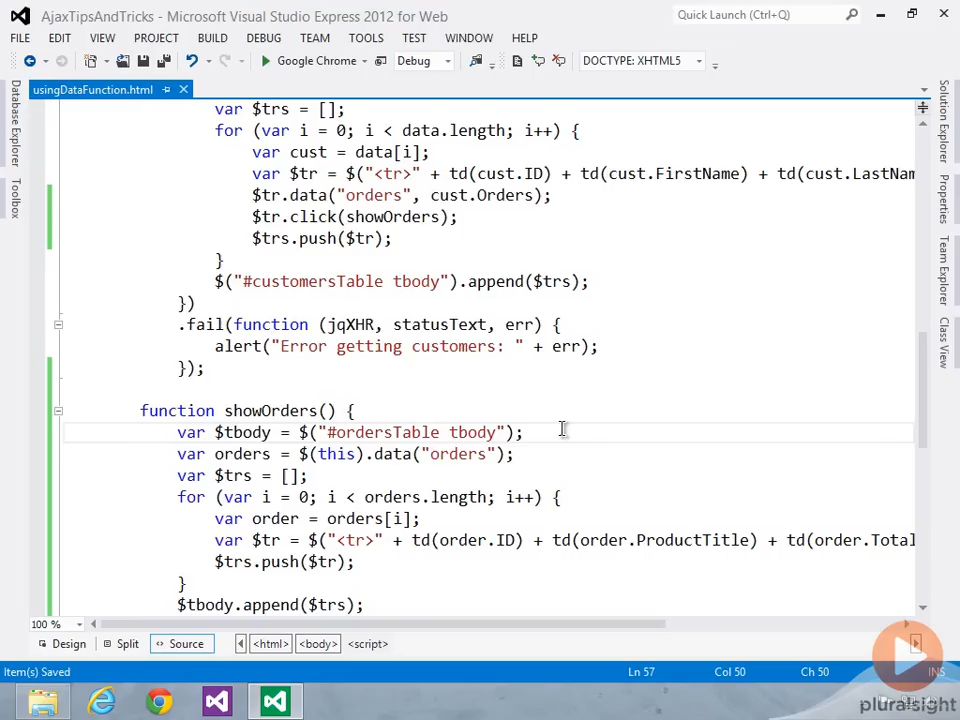 AjaxTipsAndTricks - Microsoft Visual Studio Express 2012 for Web
Quick Launch (Ctrl+Q)
FILE EDIT VIEW PROJECT BUILD DEBUG TEAM TOOLS TEST WINDOW HELP
Google Chrome Debug DOCTYPE: XHTML5
usingDataFunction.html
Database Explorer
Toolbox
Solution Explorer
Properties
Team Explorer
Class View
var $trs = [];
for (var i = 0; i < data.length; i++) {
var cust = data[i];
var $tr = $("<tr>" + td(cust.ID) + td(cust.FirstName) + td(cust.LastNam
$tr.data("orders", cust.Orders);
$tr.click(showOrders);
$trs.push($tr);
}
$("#customersTable tbody").append($trs);
})
.fail(function (jqXHR, statusText, err) {
alert("Error getting customers: " + err);
});
function showOrders() {
var $tbody = $("#ordersTable tbody");
var orders = $(this).data("orders");
var $trs = [];
for (var i = 0; i < orders.length; i++) {
var order = orders[i];
var $tr = $("<tr>" + td(order.ID) + td(order.ProductTitle) + td(order.Total
$trs.push($tr);
}
$tbody.append($trs);
100 %
Design Split Source <html> <body> <script>
Item(s) Saved Ln 57 Col 50 Ch 50 INS
pluralsight